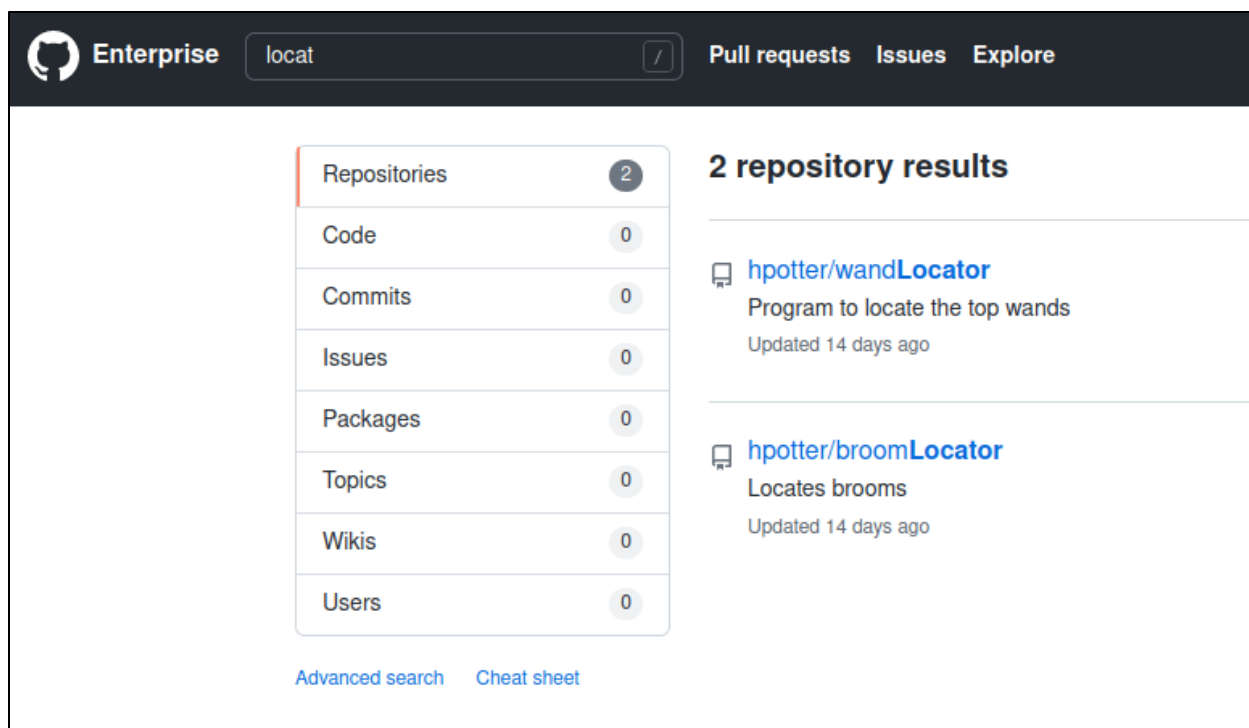 Enterprise locat / Pull requests Issues Explore
Repositories 2
Code 0
Commits 0
Issues 0
Packages 0
Topics 0
Wikis 0
Users 0
Advanced search Cheat sheet
2 repository results
hpotter/wandLocator
Program to locate the top wands
Updated 14 days ago
hpotter/broomLocator
Locates brooms
Updated 14 days ago